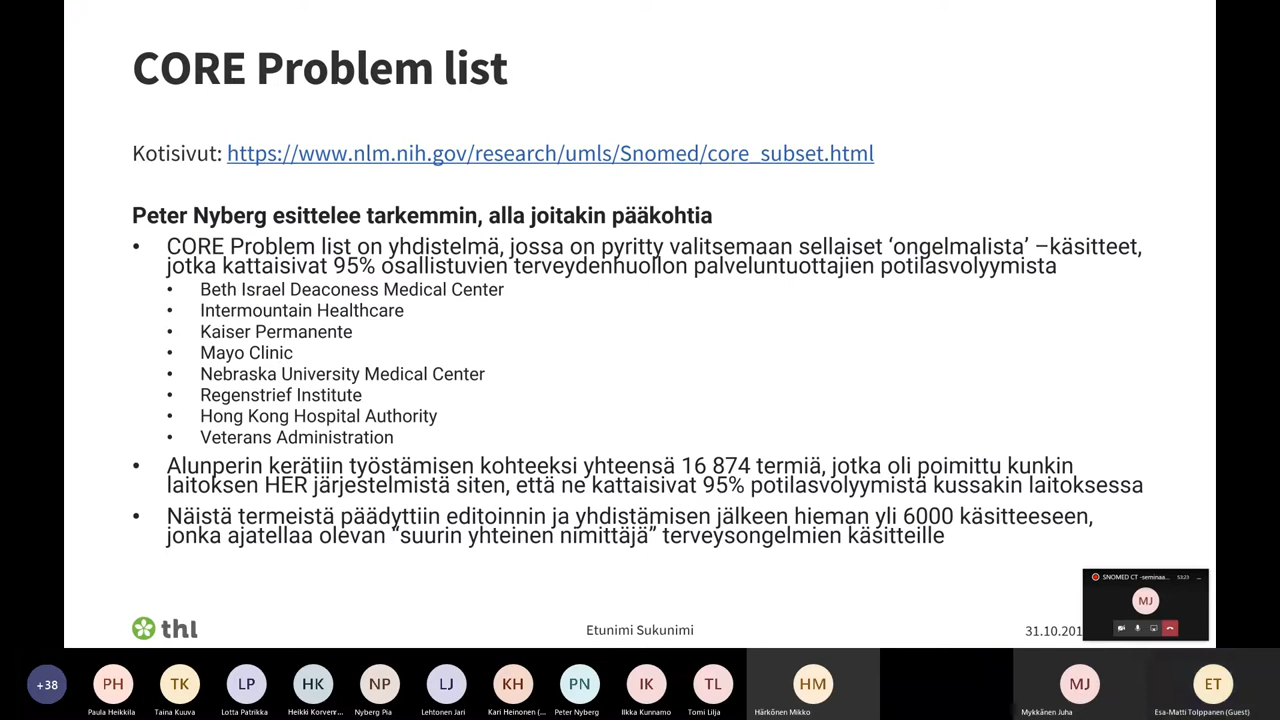 CORE Problem list
Kotisivut: https://www.nlm.nih.gov/research/umls/Snomed/core_subset.html
Peter Nyberg esittelee tarkemmin, alla joitakin pääkohtia
• CORE Problem list on yhdistelmä, jossa on pyritty valitsemaan sellaiset ‘ongelmalista’ –käsitteet,
jotka kattaisivat 95% osallistuvien terveydenhuollon palveluntuottajien potilasvolyymista
• Beth Israel Deaconess Medical Center
• Intermountain Healthcare
• Kaiser Permanente
• Mayo Clinic
• Nebraska University Medical Center
• Regenstrief Institute
• Hong Kong Hospital Authority
• Veterans Administration
• Alunperin kerätiin työstämisen kohteeksi yhteensä 16 874 termiä, jotka oli poimittu kunkin
laitoksen HER järjestelmistä siten, että ne kattaisivat 95% potilasvolyymistä kussakin laitoksessa
• Näistä termeistä päädyttiin editoinnin ja yhdistämisen jälkeen hieman yli 6000 käsitteeseen,
jonka ajatellaa olevan “suurin yhteinen nimittäjä” terveysongelmien käsitteille
SNOMED CT -seminaa... 53:23
MJ
thl
Etunimi Sukunimi
31.10.201
+38 PH TK LP HK NP LJ KH PN IK TL HM MJ ET
Paula Heikkila Taina Kuuva Lotta Patrikka Heikki Korvenr... Nyberg Pia Lehtonen Jari Kari Heinonen (... Peter Nyberg Ilkka Kunnamo Tomi Lilja Härkönen Mikko Mykkänen Juha Esa-Matti Tolppanen (Guest)